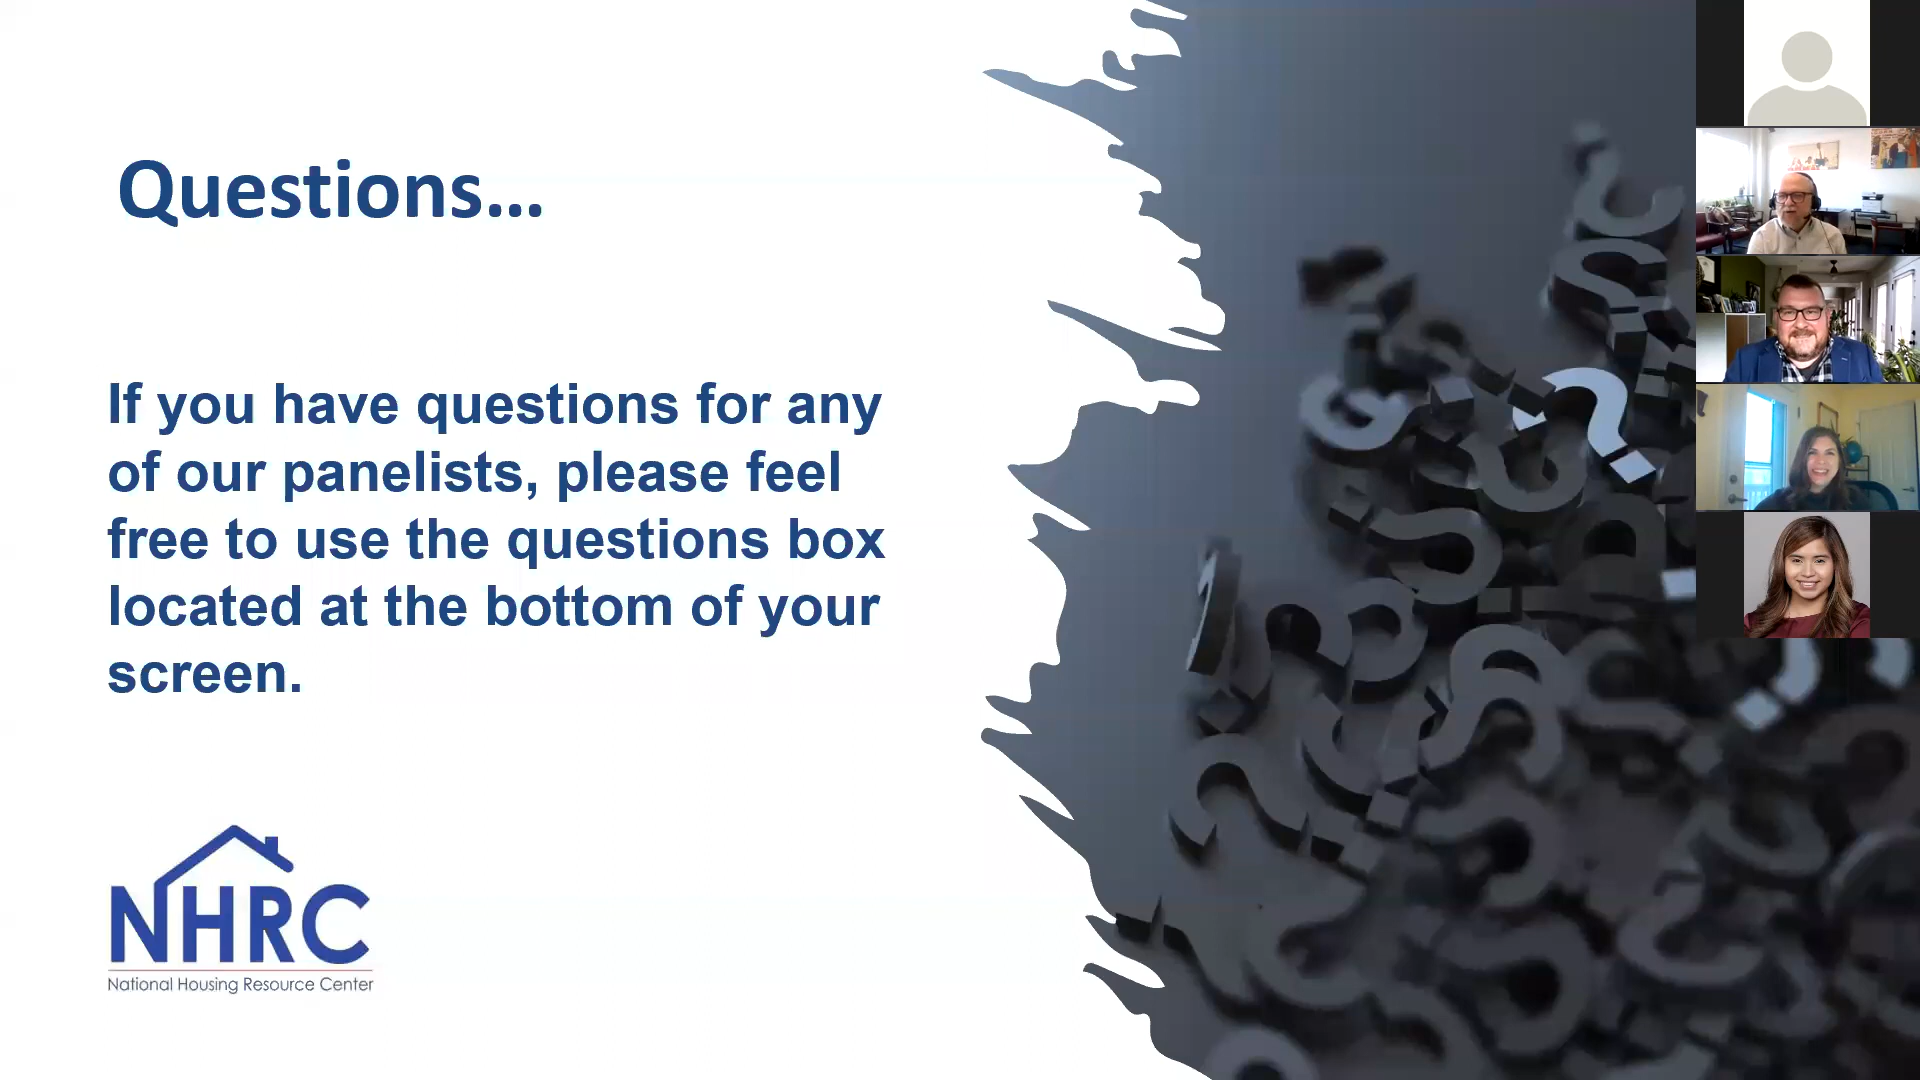 Questions...
If you have questions for any
of our panelists, please feel
free to use the questions box
located at the bottom of your
screen.
NHRC
National Housing Resource Center